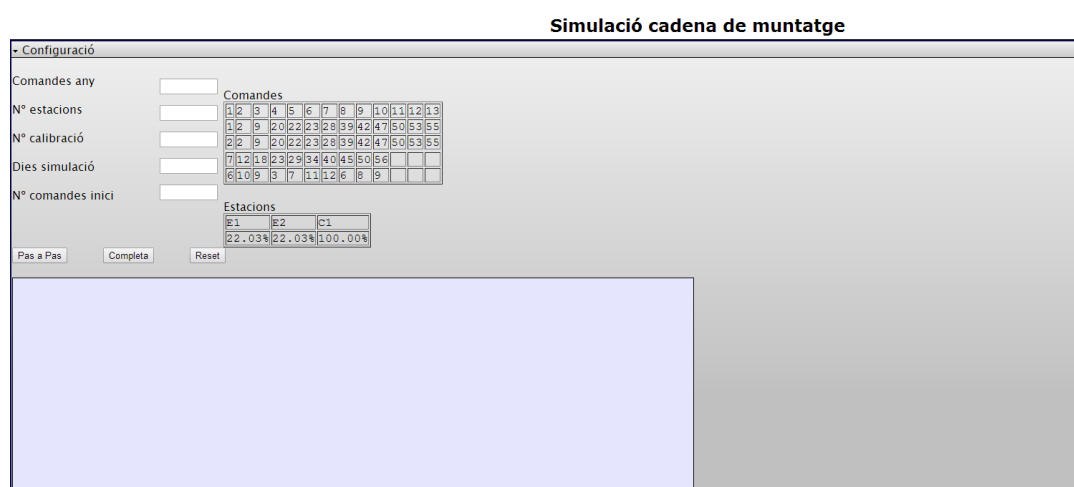 Simulació cadena de muntatge
Configuració
Comandes any
Nº estacions
Nº calibració
Dies simulació
Nº comandes inici
Comandes
1 2 3 4 5 6 7 8 9 10 11 12 13
1 2 9 20 22 23 28 39 42 47 50 53 55
2 2 9 20 22 23 28 39 42 47 50 53 55
7 12 18 23 29 34 40 45 50 56
6 10 9 3 7 11 12 6 8 9
Estacions
E1 E2 C1
22.03% 22.03% 100.00%
Pas a Pas Completa Reset